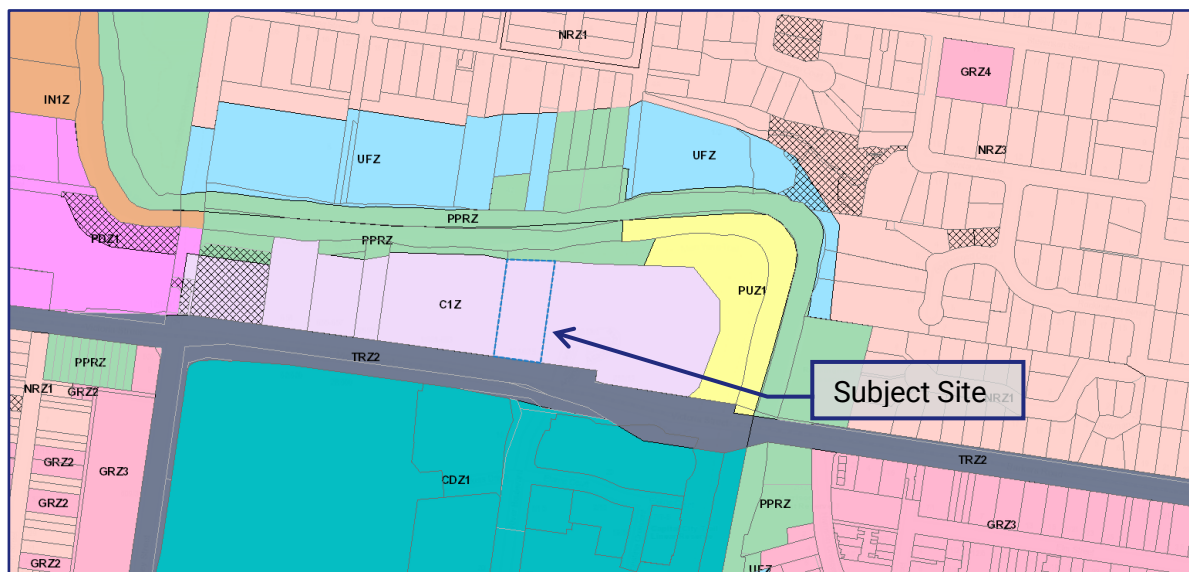 NRZ1
GRZ4
IN1Z
UFZ
UFZ
NRZ3
PPRZ
PPRZ
PDZ1
PUZ1
C1Z
TRZ2
PPRZ
GRZ2
NRZ1
Subject Site
NRZ1
GRZ2
GRZ3
TRZ2
CDZ1
GRZ2
PPRZ
GRZ3
GRZ2
UFZ